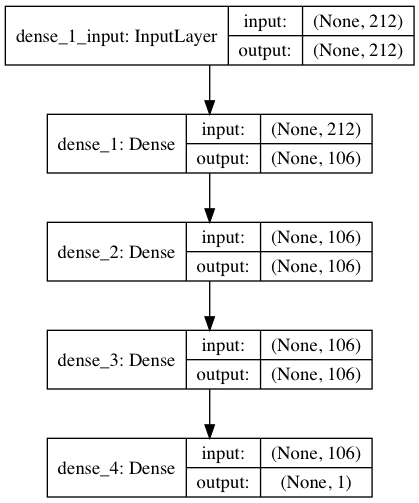 dense_1_input: InputLayer
input: (None, 212)
output: (None, 212)
dense_1: Dense
input: (None, 212)
output: (None, 106)
dense_2: Dense
input: (None, 106)
output: (None, 106)
dense_3: Dense
input: (None, 106)
output: (None, 106)
dense_4: Dense
input: (None, 106)
output: (None, 1)